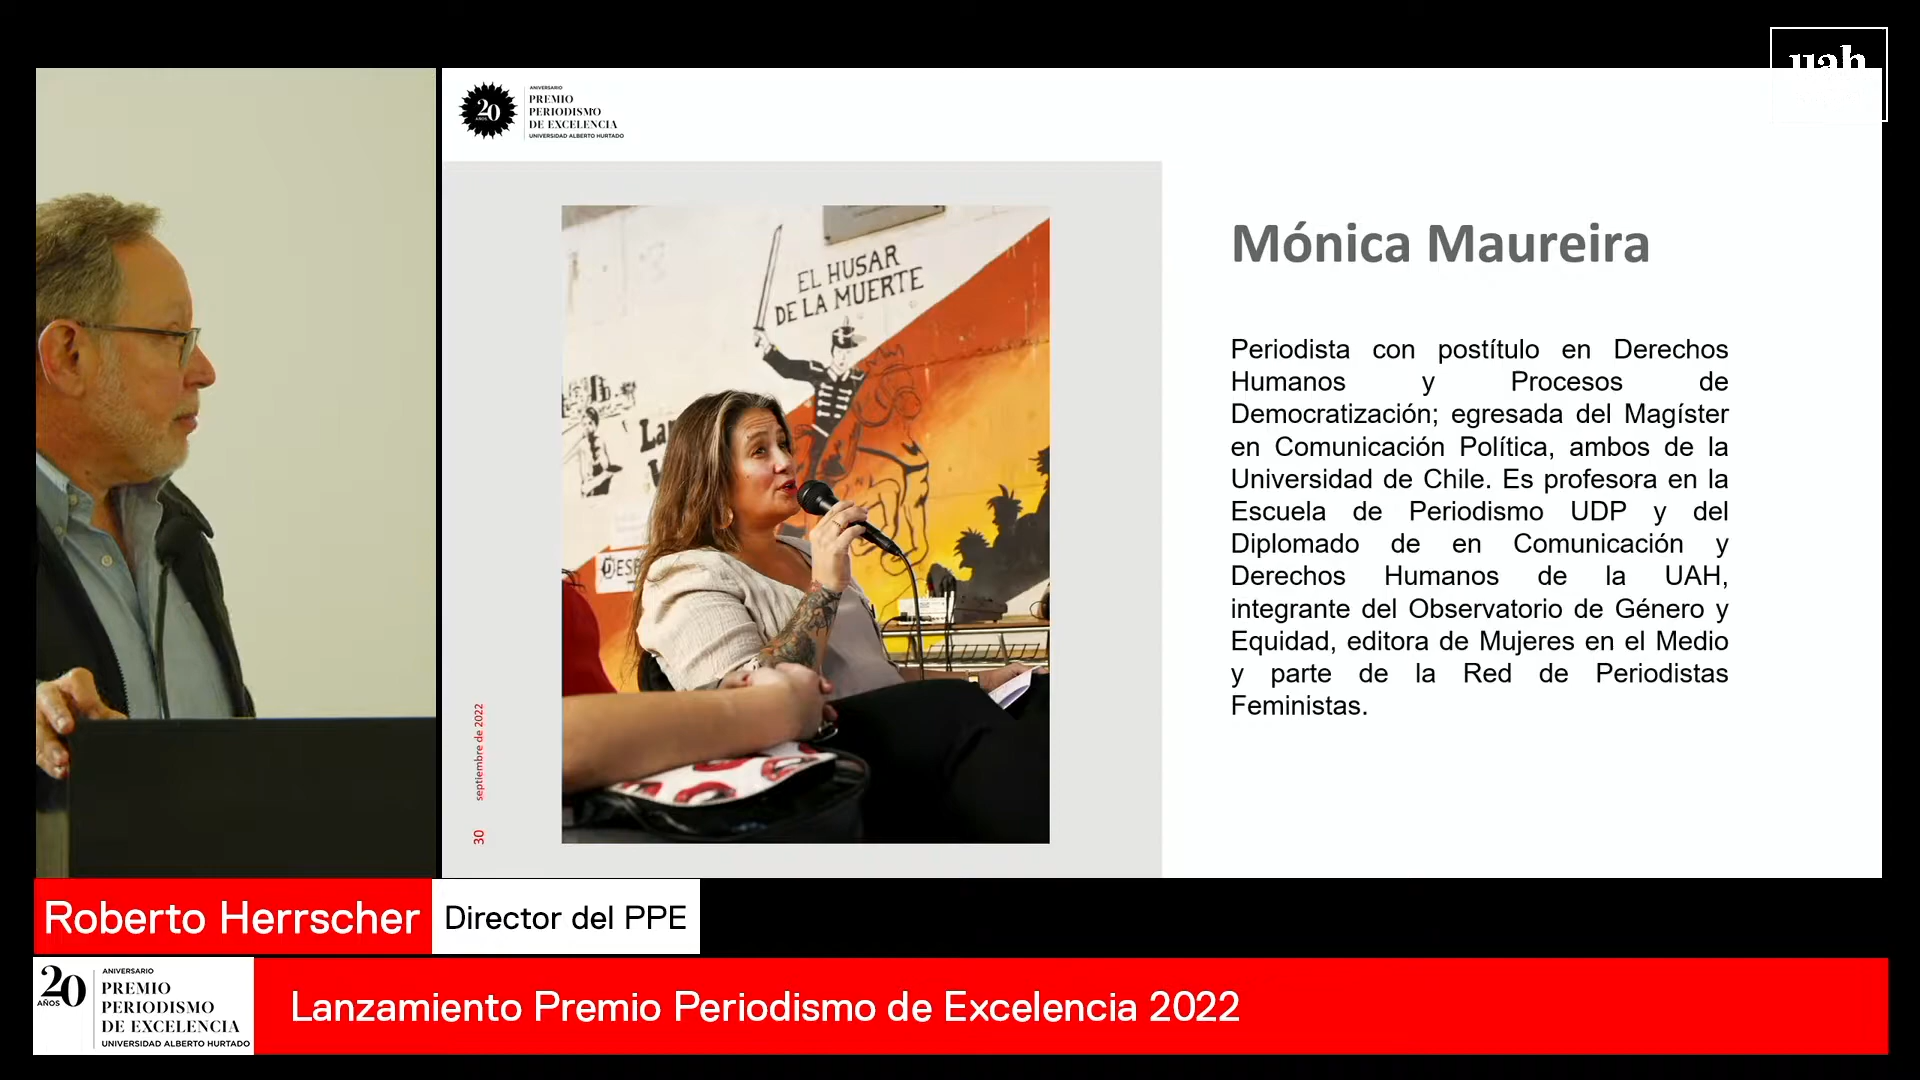 uah
20
AÑOS
ANIVERSARIO
PREMIO
PERIODISMO
DE EXCELENCIA
UNIVERSIDAD ALBERTO HURTADO
EL HUSAR
DE LA MUERTE
septiembre de 2022
30
Mónica Maureira
Periodista con postítulo en Derechos
Humanos y Procesos de
Democratización; egresada del Magíster
en Comunicación Política, ambos de la
Universidad de Chile. Es profesora en la
Escuela de Periodismo UDP y del
Diplomado de en Comunicación y
Derechos Humanos de la UAH,
integrante del Observatorio de Género y
Equidad, editora de Mujeres en el Medio
y parte de la Red de Periodistas
Feministas.
Roberto Herrscher
Director del PPE
20
AÑOS
ANIVERSARIO
PREMIO
PERIODISMO
DE EXCELENCIA
UNIVERSIDAD ALBERTO HURTADO
Lanzamiento Premio Periodismo de Excelencia 2022